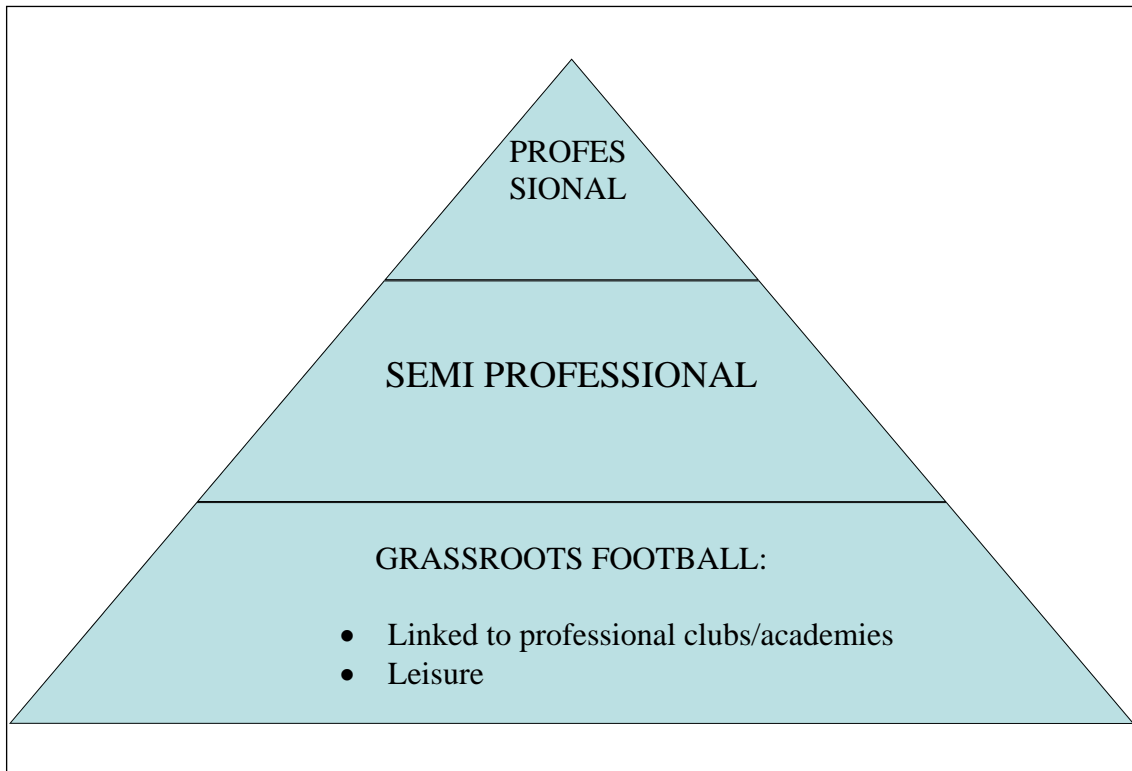 PROFES
SIONAL
SEMI PROFESSIONAL
GRASSROOTS FOOTBALL:
• Linked to professional clubs/academies
• Leisure